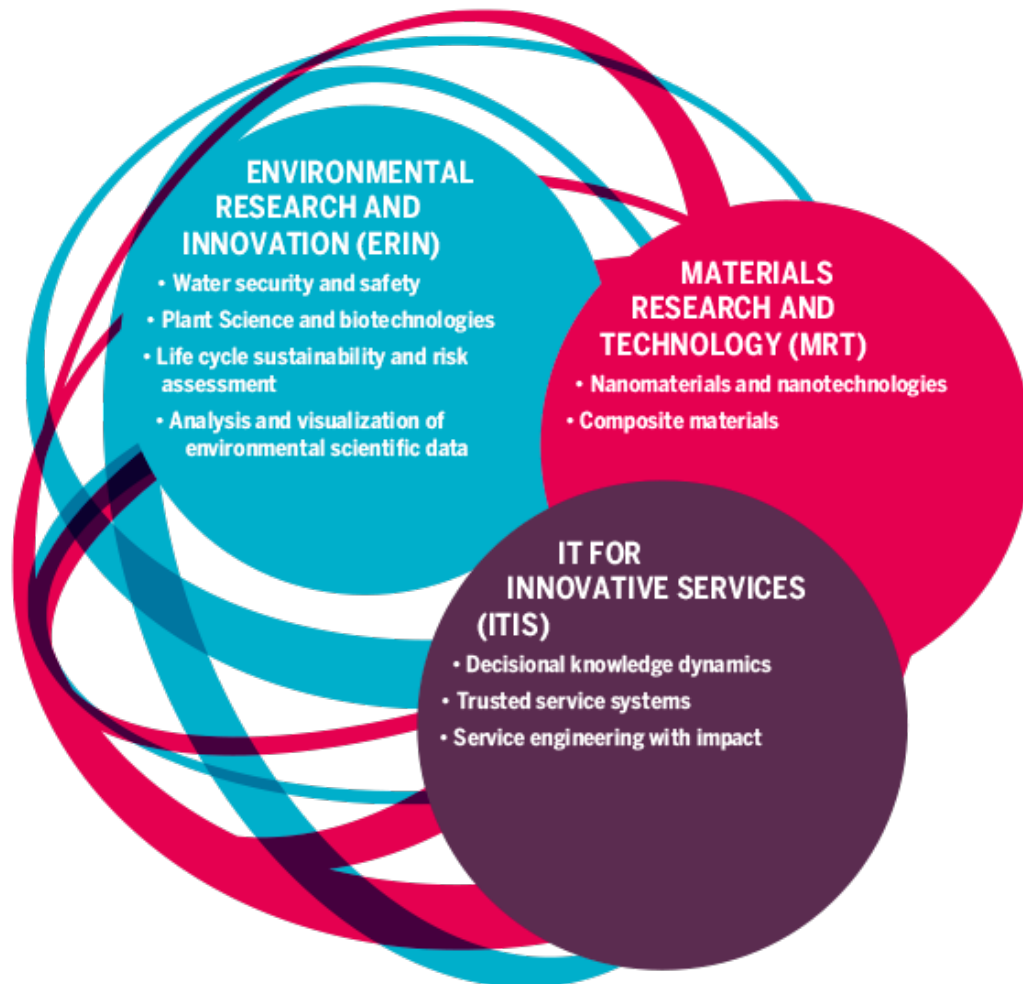 ENVIRONMENTAL
RESEARCH AND
INNOVATION (ERIN)
• Water security and safety
• Plant Science and biotechnologies
• Life cycle sustainability and risk
assessment
• Analysis and visualization of
environmental scientific data
MATERIALS
RESEARCH AND
TECHNOLOGY (MRT)
• Nanomaterials and nanotechnologies
• Composite materials
IT FOR
INNOVATIVE SERVICES
(ITIS)
• Decisional knowledge dynamics
• Trusted service systems
• Service engineering with impact